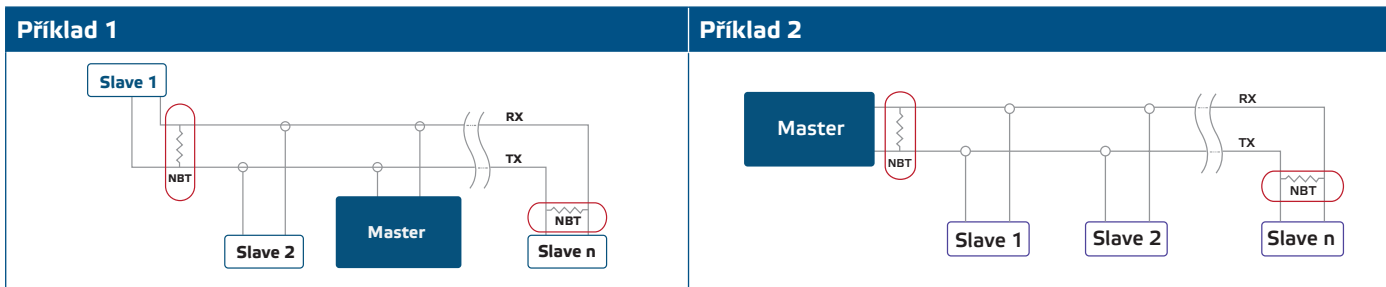 Příklad 1
Slave 1
RX
TX
NBT
NBT
Slave 2
Master
Slave n
Příklad 2
Master
RX
TX
NBT
NBT
Slave 1
Slave 2
Slave n